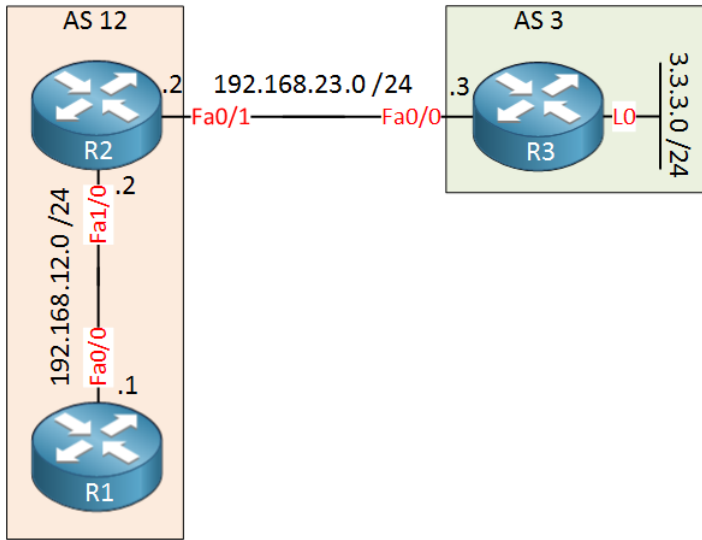 AS 12
AS 3
.2
192.168.23.0 /24
.3
3.3.3.0 /24
Fa0/1
Fa0/0
L0
R2
R3
.2
Fa1/0
192.168.12.0 /24
Fa0/0
.1
R1